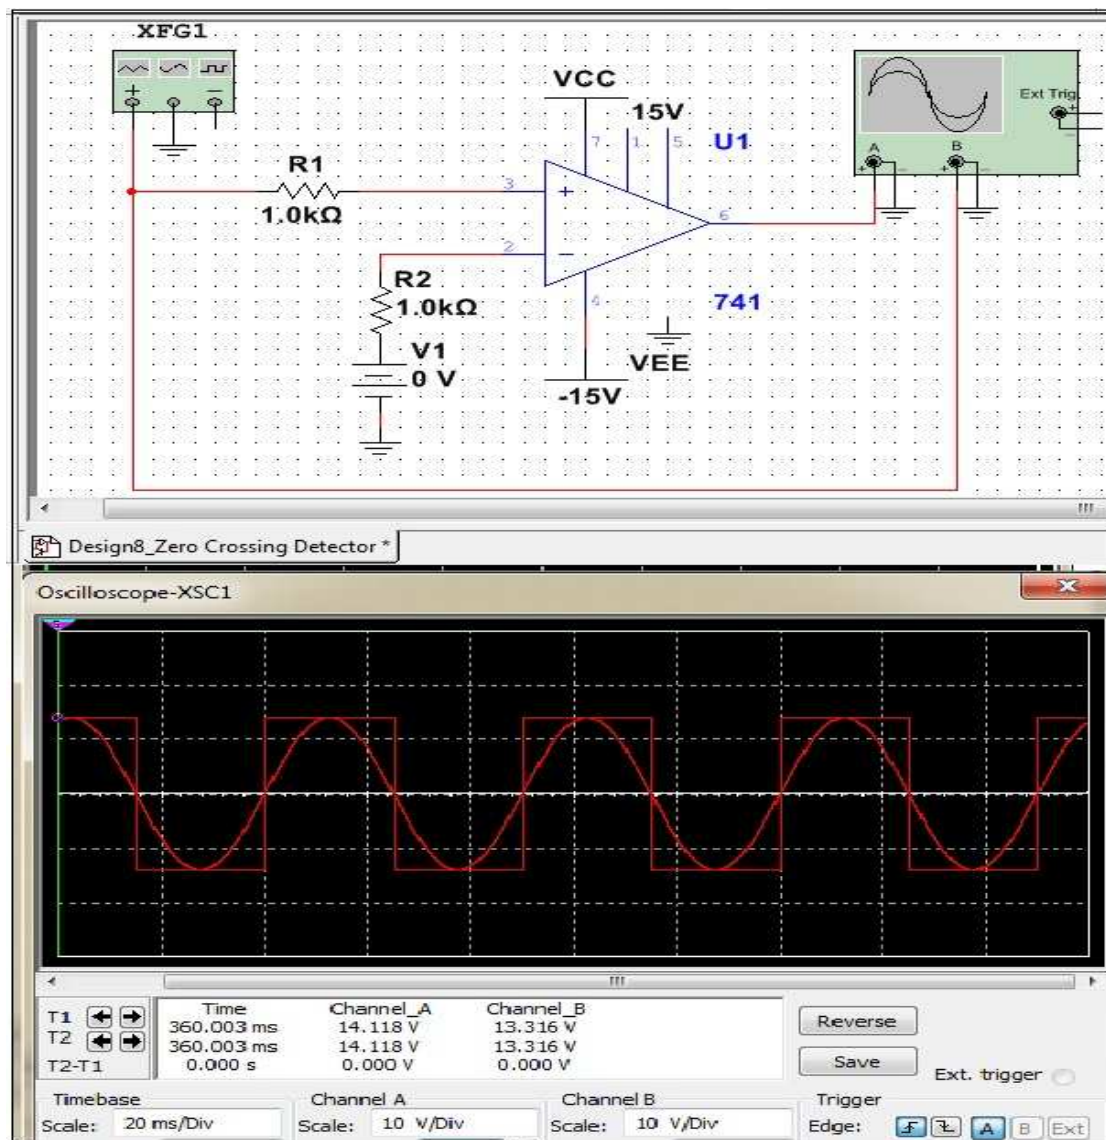 XFG1
+ −
VCC
15V
Ext Trig
+
U1
7 1 5
A B
R1
3
+
+ − + −
1.0kΩ
6
2
−
R2
1.0kΩ
4
741
V1
0 V
VEE
-15V
Design8_Zero Crossing Detector *
Oscilloscope-XSC1
Time Channel_A Channel_B
T1 360.003 ms 14.118 V 13.316 V
T2 360.003 ms 14.118 V 13.316 V
T2-T1 0.000 s 0.000 V 0.000 V
Reverse
Save
Ext. trigger
Timebase Channel A Channel B Trigger
Scale: 20 ms/Div Scale: 10 V/Div Scale: 10 V/Div Edge: A B Ext